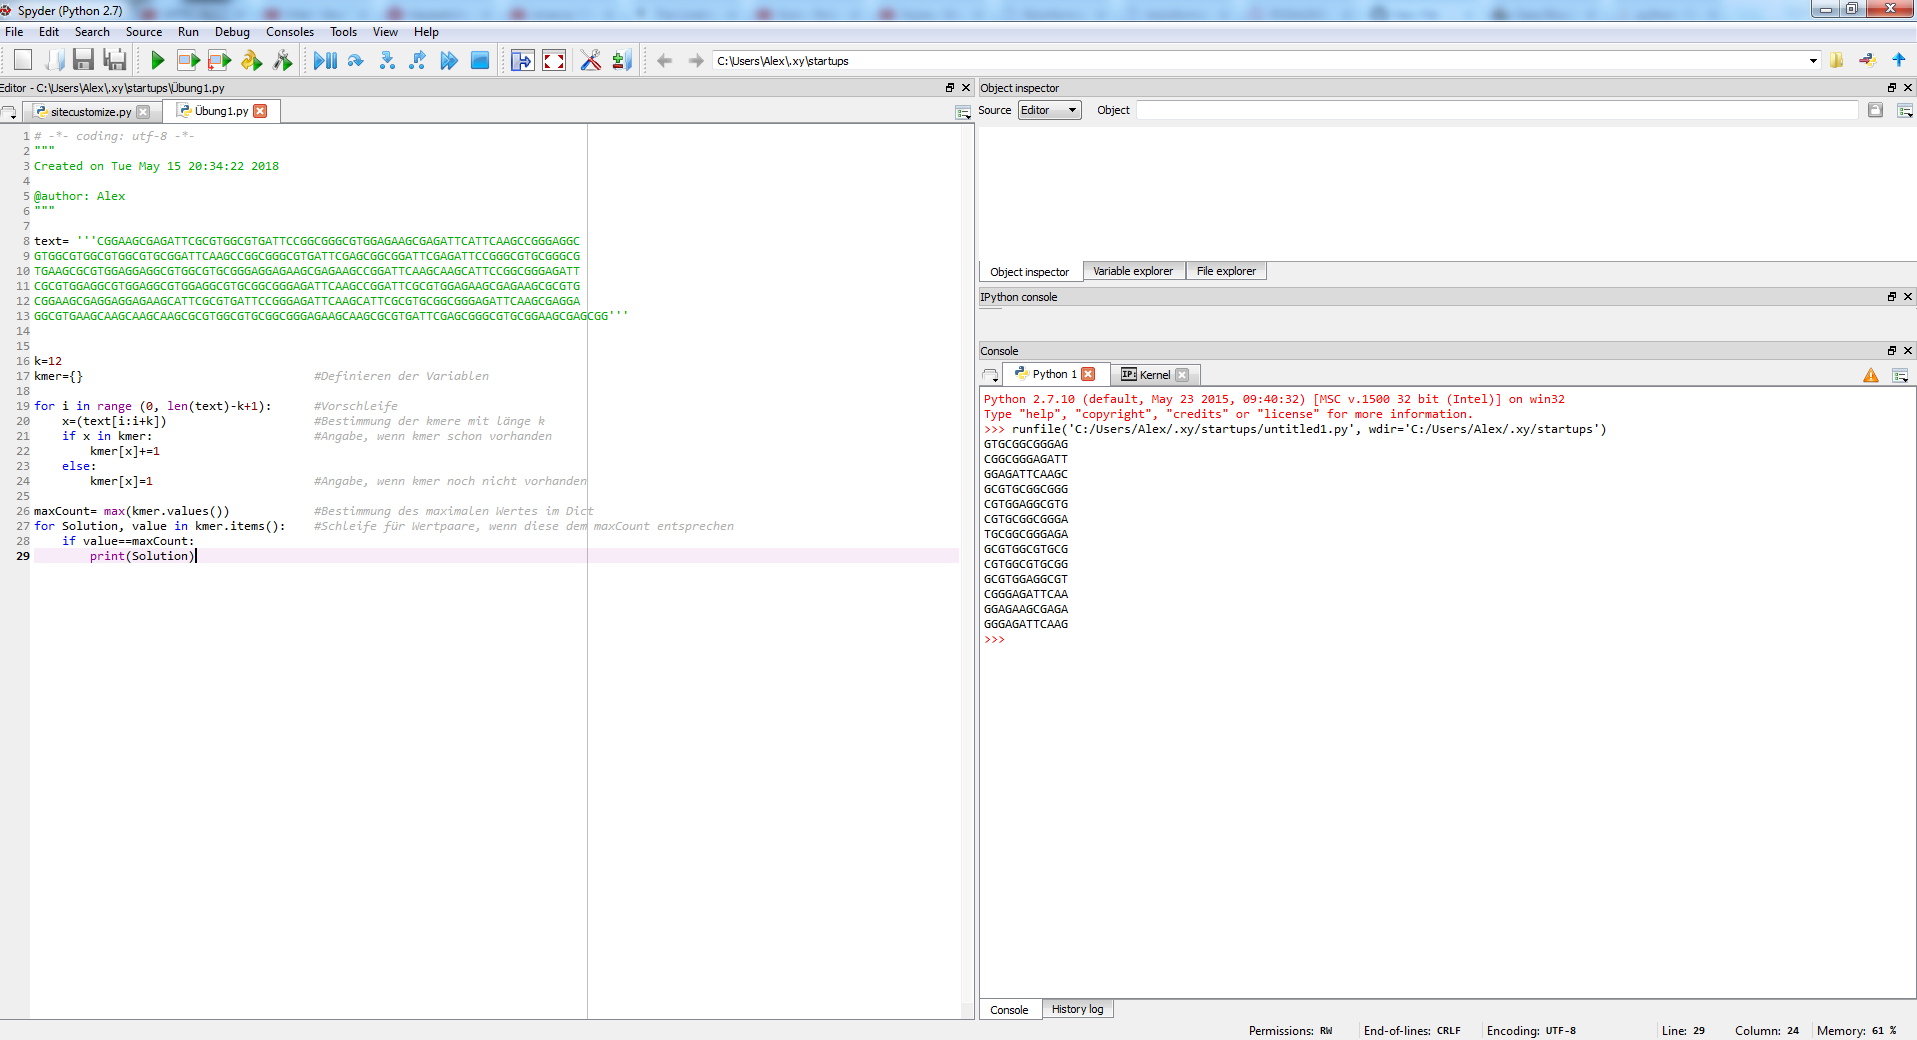 Spyder (Python 2.7)
File Edit Search Source Run Debug Consoles Tools View Help
C:\Users\Alex\.xy\startups
Editor - C:\Users\Alex\.xy\startups\Übung1.py
sitecustomize.py Übung1.py
1 # -*- coding: utf-8 -*-
2 """
3 Created on Tue May 15 20:34:22 2018
4
5 @author: Alex
6 """
7
8 text= '''CGGAAGCGAGATTCGCGTGGCGTGATTCCGGCGGGCGTGGAGAAGCGAGATTCATTCAAGCCGGGAGGC
9 GTGGCGTGGCGTGGCGTGCGGATTCAAGCCGGCGGGCGTGATTCGAGCGGCGGATTCGAGATTCCGGGCGTGCGGGCG
10 TGAAGCGCGTGGAGGAGGCGTGGCGTGCGGGAGGAGAAGCGAGAAGCCGGATTCAAGCAAGCATTCCGGCGGGAGATT
11 CGCGTGGAGGCGTGGAGGCGTGGAGGCGTGCGGCGGGAGATTCAAGCCGGATTCGCGTGGAGAAGCGAGAAGCGCGTG
12 CGGAAGCGAGGAGGAGAAGCATTCGCGTGATTCCGGGAGATTCAAGCATTCGCGTGCGGCGGGAGATTCAAGCGAGGA
13 GGCGTGAAGCAAGCAAGCAAGCGCGTGGCGTGCGGCGGGAGAAGCAAGCGCGTGATTCGAGCGGGCGTGCGGAAGCGAGCGG'''
14
15
16 k=12
17 kmer={} #Definieren der Variablen
18
19 for i in range (0, len(text)-k+1): #Vorschleife
20 x=(text[i:i+k]) #Bestimmung der kmere mit länge k
21 if x in kmer: #Angabe, wenn kmer schon vorhanden
22 kmer[x]+=1
23 else:
24 kmer[x]=1 #Angabe, wenn kmer noch nicht vorhanden
25
26 maxCount= max(kmer.values()) #Bestimmung des maximalen Wertes im Dict
27 for Solution, value in kmer.items(): #Schleife für Wertpaare, wenn diese dem maxCount entsprechen
28 if value==maxCount:
29 print(Solution)
Object inspector
Source Editor Object
Object inspector Variable explorer File explorer
IPython console
Console
Python 1 IP: Kernel
Python 2.7.10 (default, May 23 2015, 09:40:32) [MSC v.1500 32 bit (Intel)] on win32
Type "help", "copyright", "credits" or "license" for more information.
>>> runfile('C:/Users/Alex/.xy/startups/untitled1.py', wdir='C:/Users/Alex/.xy/startups')
GTGCGGCGGGAG
CGGCGGGAGATT
GGAGATTCAAGC
GCGTGCGGCGGG
CGTGGAGGCGTG
CGTGCGGCGGGA
TGCGGCGGGAGA
GCGTGGCGTGCG
CGTGGCGTGCGG
GCGTGGAGGCGT
CGGGAGATTCAA
GGAGAAGCGAGA
GGGAGATTCAAG
>>>
Console History log
Permissions: RW End-of-lines: CRLF Encoding: UTF-8 Line: 29 Column: 24 Memory: 61 %